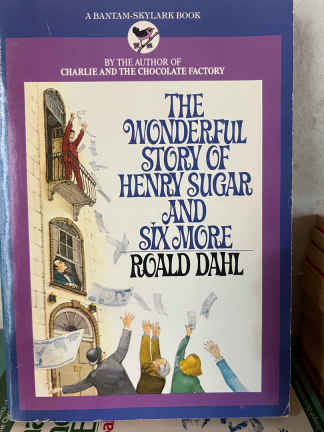 A BANTAM-SKYLARK BOOK
BY THE AUTHOR OF
CHARLIE AND THE CHOCOLATE FACTORY
THE
WONDERFUL
STORY OF
HENRY SUGAR
AND
SIX MORE
ROALD DAHL